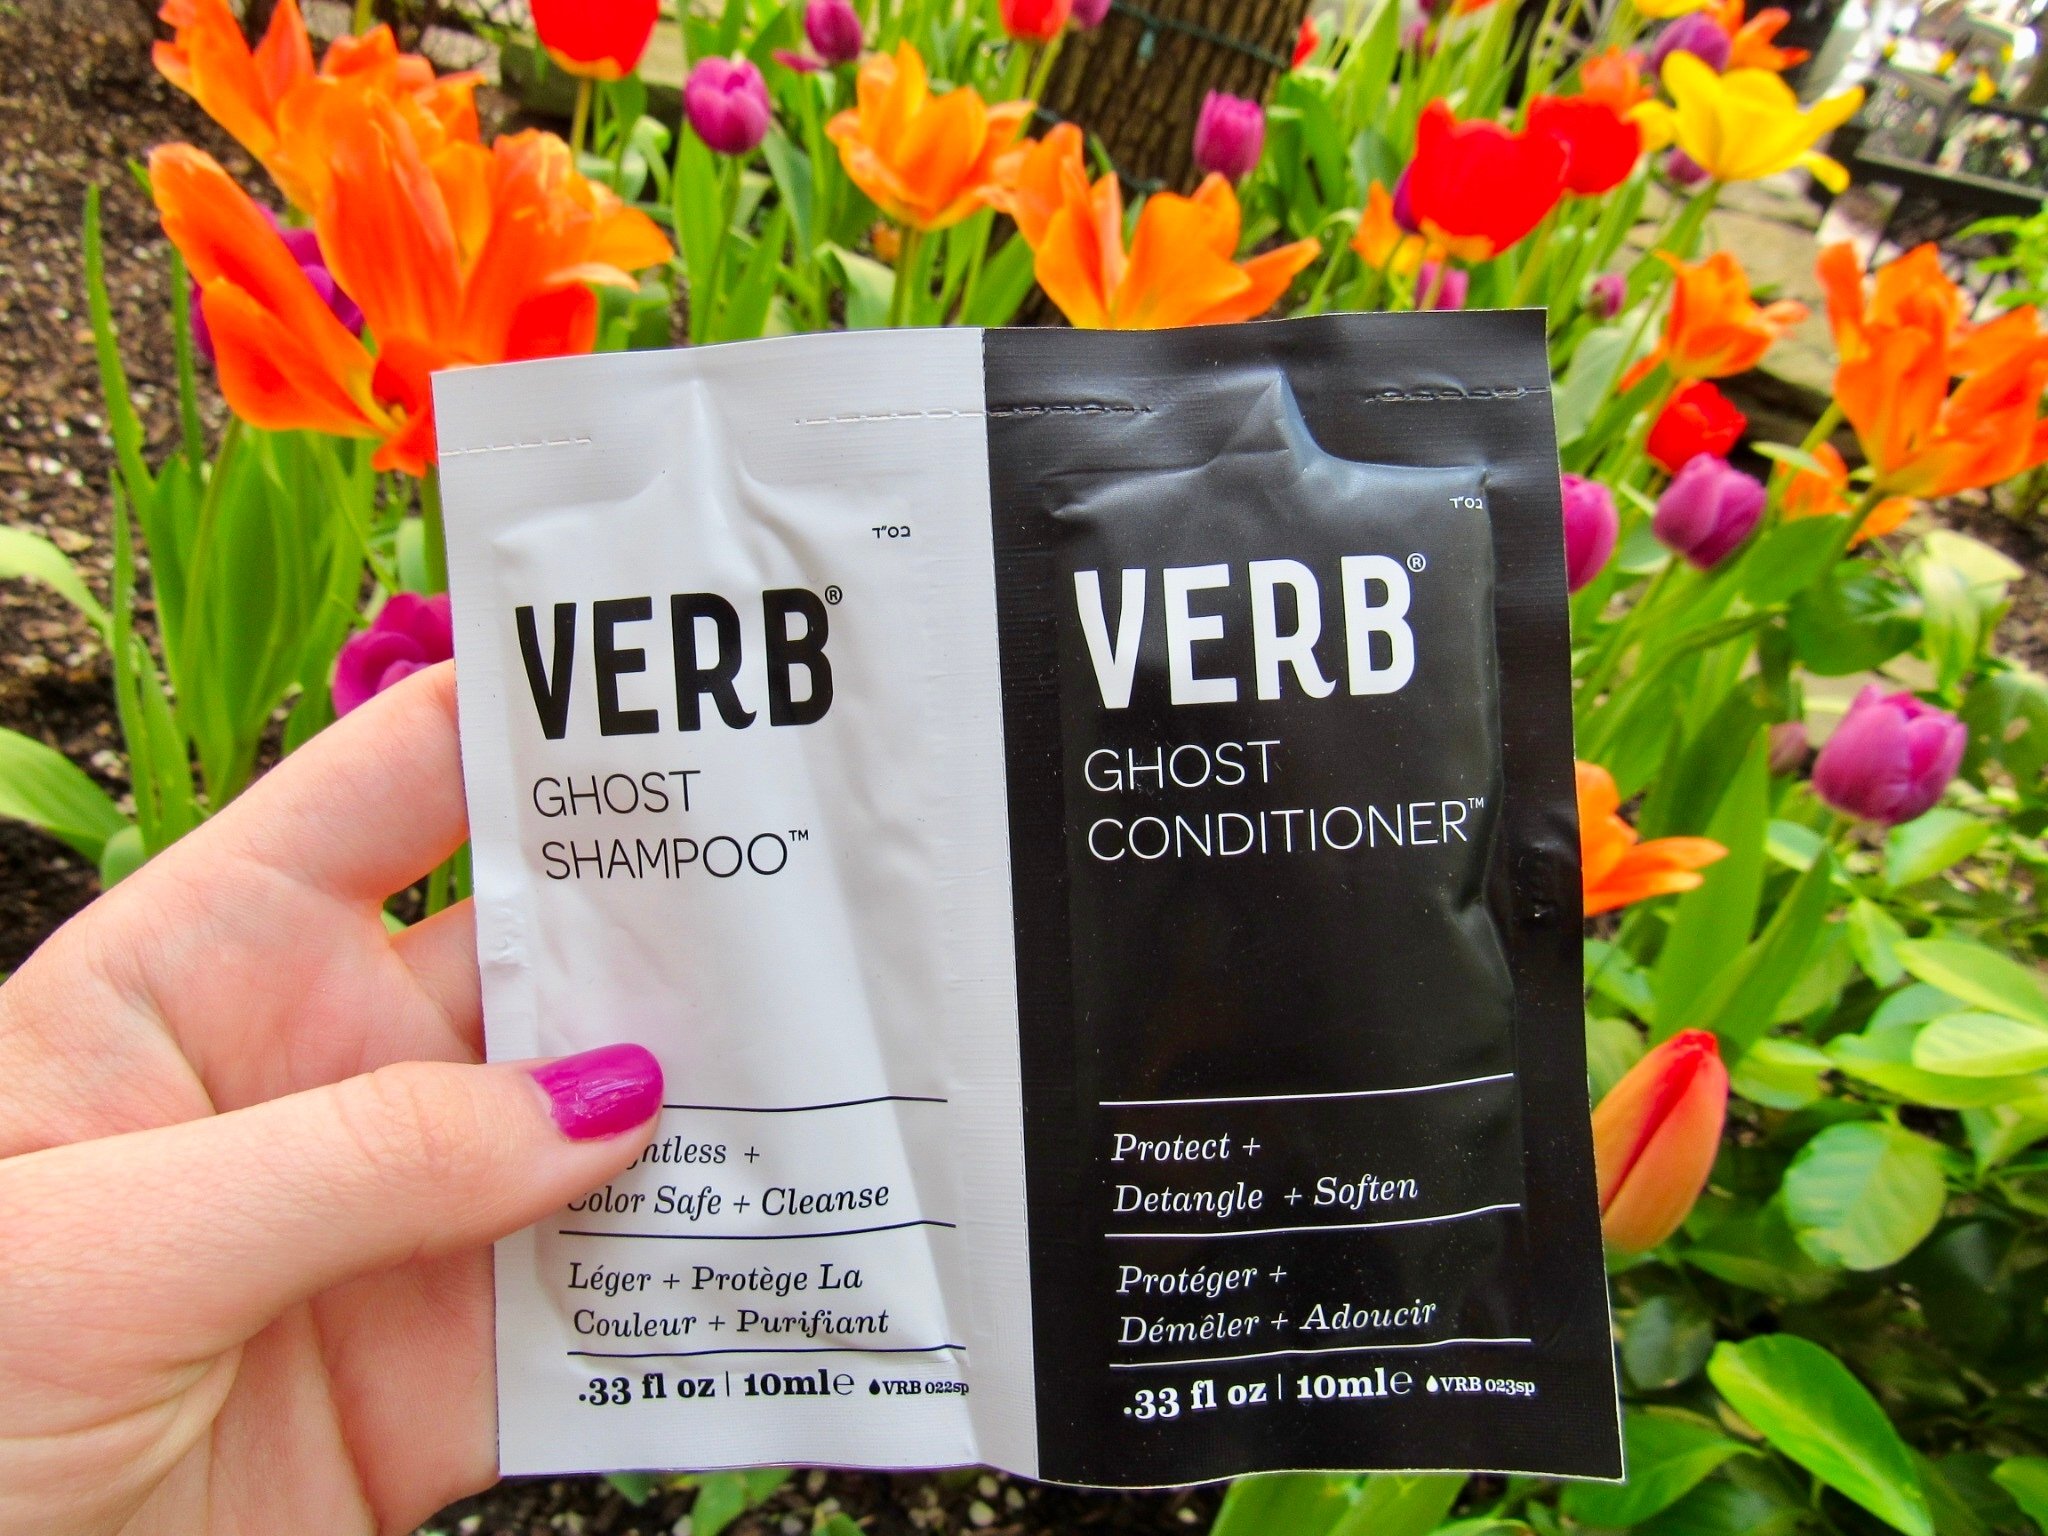 בס"ד
VERB®
GHOST
SHAMPOO™
+
Color Safe + Cleanse
Léger + Protège La
Couleur + Purifiant
.33 fl oz | 10ml℮ VRB 022sp
בס"ד
VERB®
GHOST
CONDITIONER™
Protect +
Detangle + Soften
Protéger +
Démêler + Adoucir
.33 fl oz | 10ml℮ VRB 023sp